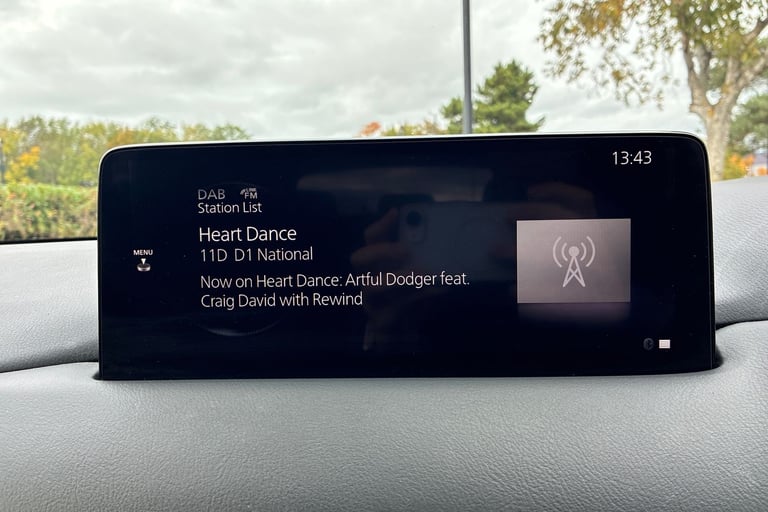 13:43
DAB LINK FM
Station List
Heart Dance
MENU
11D D1 National
Now on Heart Dance: Artful Dodger feat.
Craig David with Rewind